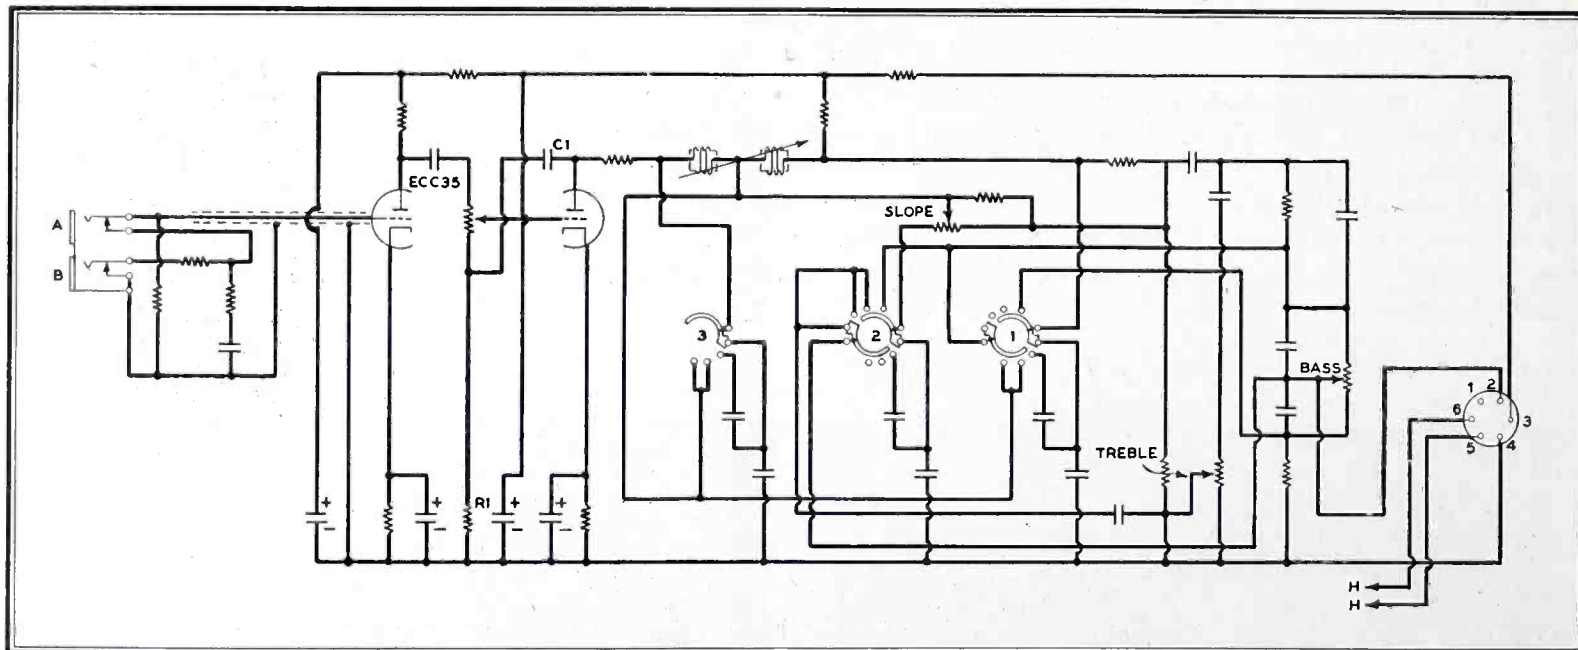 C1
ECC35
A
SLOPE
B
3
2
1
BASS
1
2
6
3
5
4
TREBLE
+
-
+
-
R1
+
-
+
-
H
H